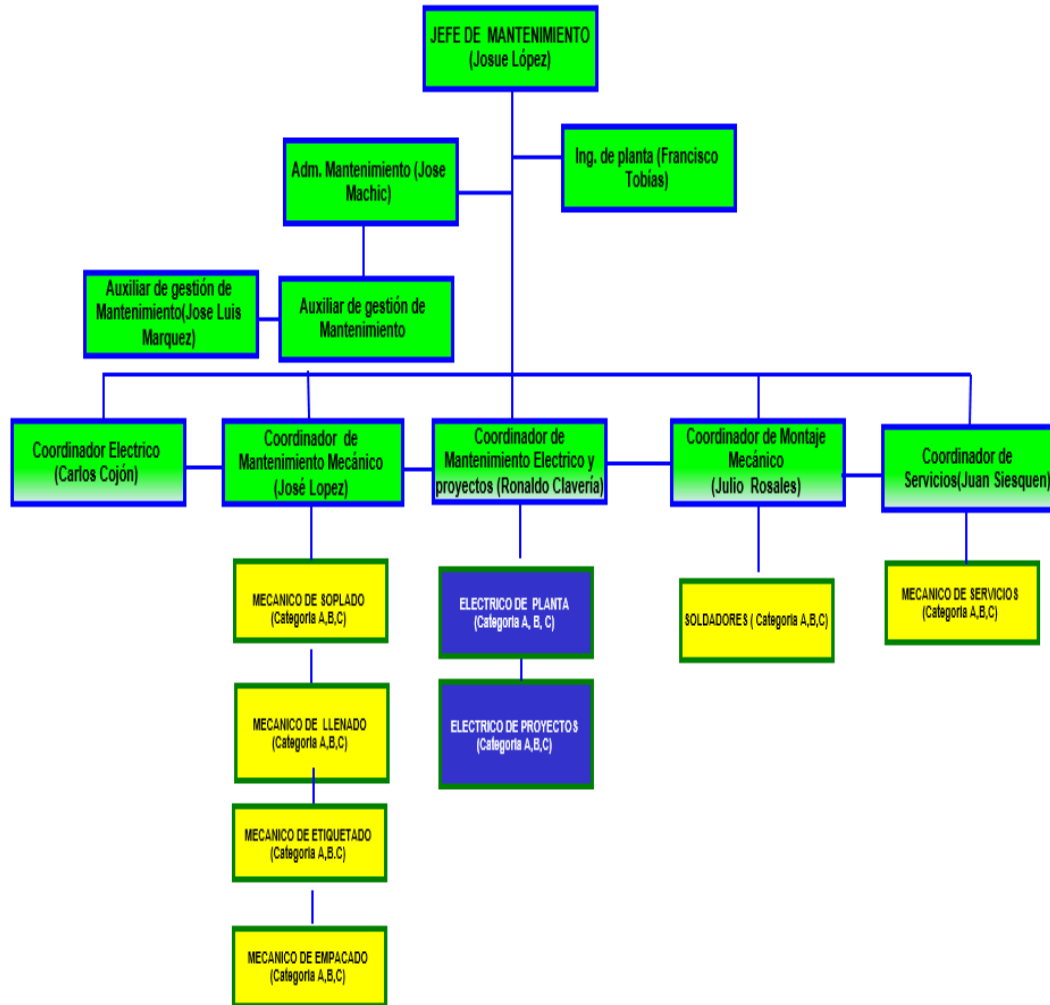 JEFE DE MANTENIMIENTO
(Josue López)
Ing. de planta (Francisco
Tobías)
Adm. Mantenimiento (Jose
Machic)
Auxiliar de gestión de
Mantenimiento(Jose Luis
Marquez)
Auxiliar de gestión de
Mantenimiento
Coordinador Electrico
(Carlos Cojón)
Coordinador de
Mantenimiento Mecánico
(José Lopez)
Coordinador de
Mantenimiento Electrico y
proyectos (Ronaldo Clavería)
Coordinador de Montaje
Mecánico
(Julio Rosales)
Coordinador de
Servicios(Juan Siesquen)
MECANICO DE SOPLADO
(Categoria A,B,C)
ELECTRICO DE PLANTA
(Categoria A, B, C)
SOLDADORES ( Categoria A,B,C)
MECANICO DE SERVICIOS
(Categoria A,B,C)
MECANICO DE LLENADO
(Categoria A,B,C)
ELECTRICO DE PROYECTOS
(Categoria A,B,C)
MECANICO DE ETIQUETADO
(Categoria A,B.C)
MECANICO DE EMPACADO
(Categoria A,B,C)